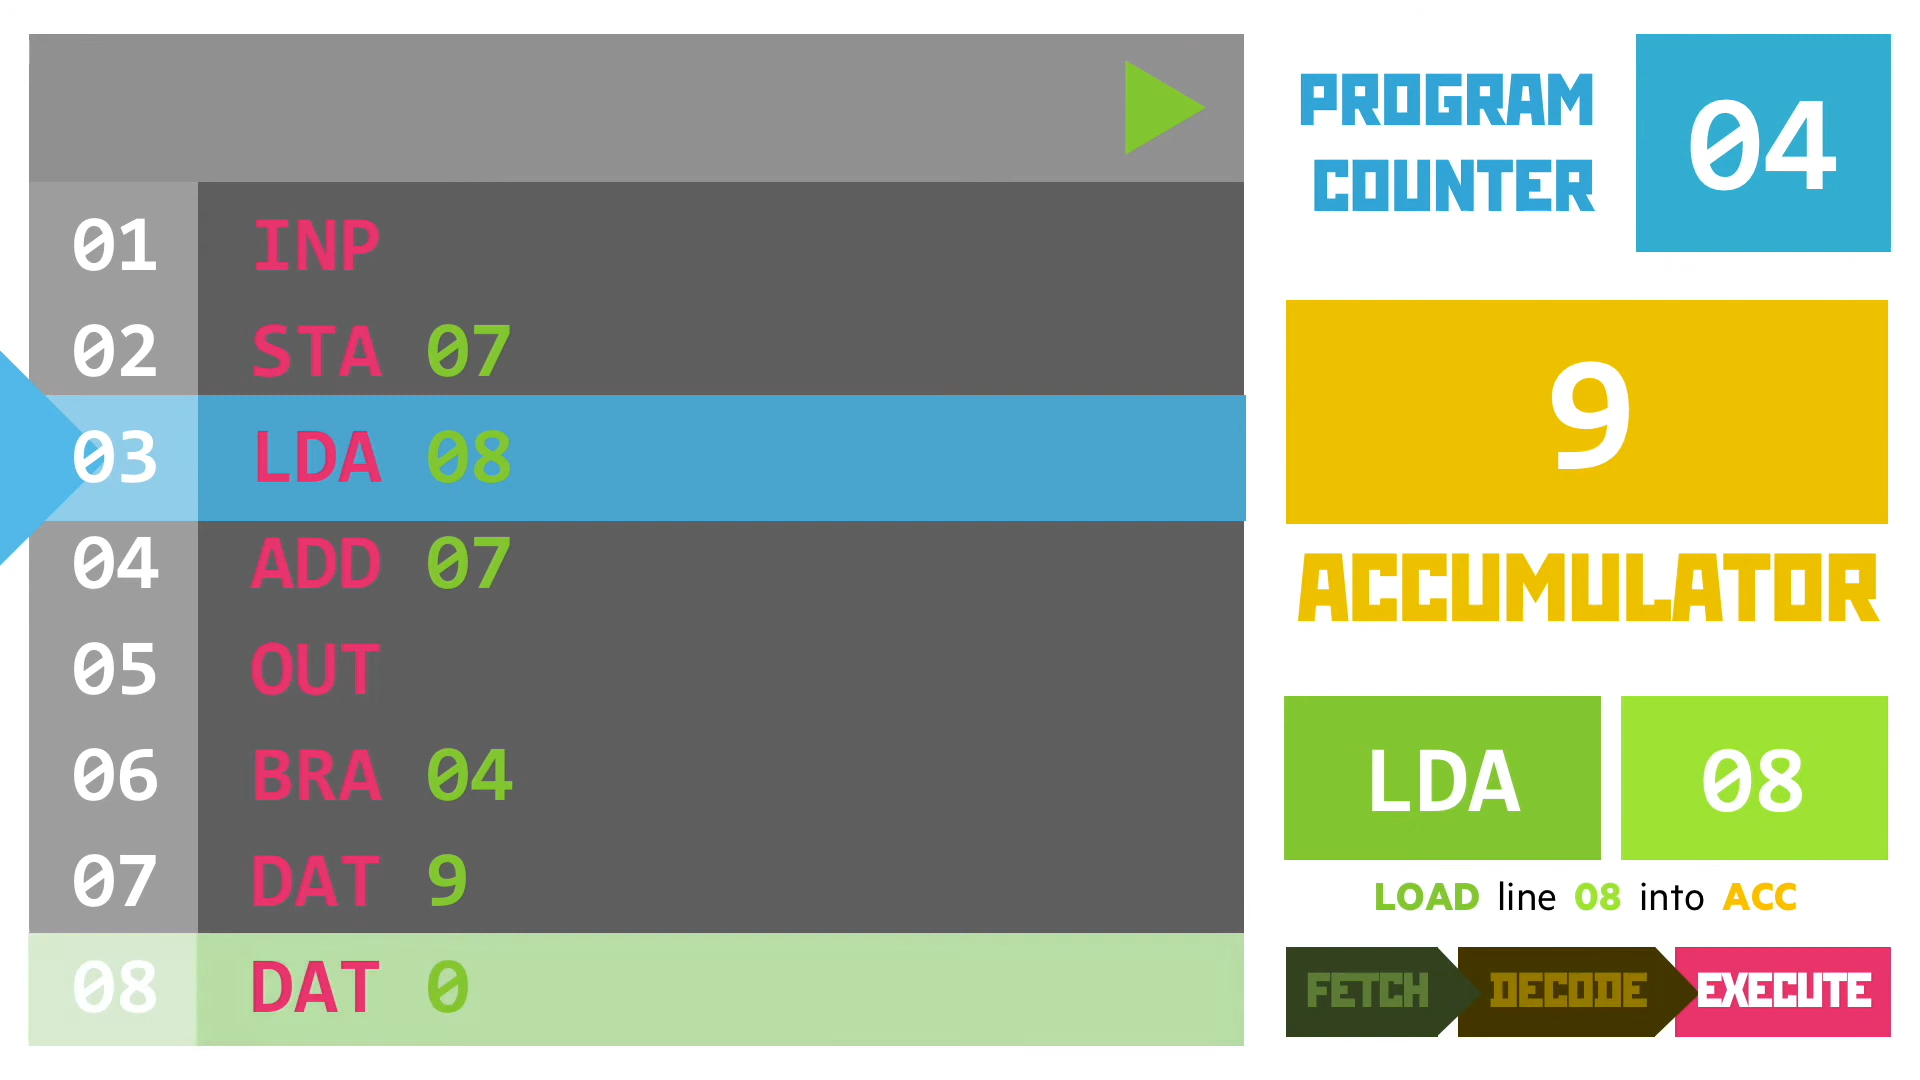 01 INP
02 STA 07
03 LDA 08
04 ADD 07
05 OUT
06 BRA 04
07 DAT 9
08 DAT 0
PROGRAM
COUNTER
04
9
ACCUMULATOR
LDA 08
LOAD line 08 into ACC
FETCH DECODE EXECUTE